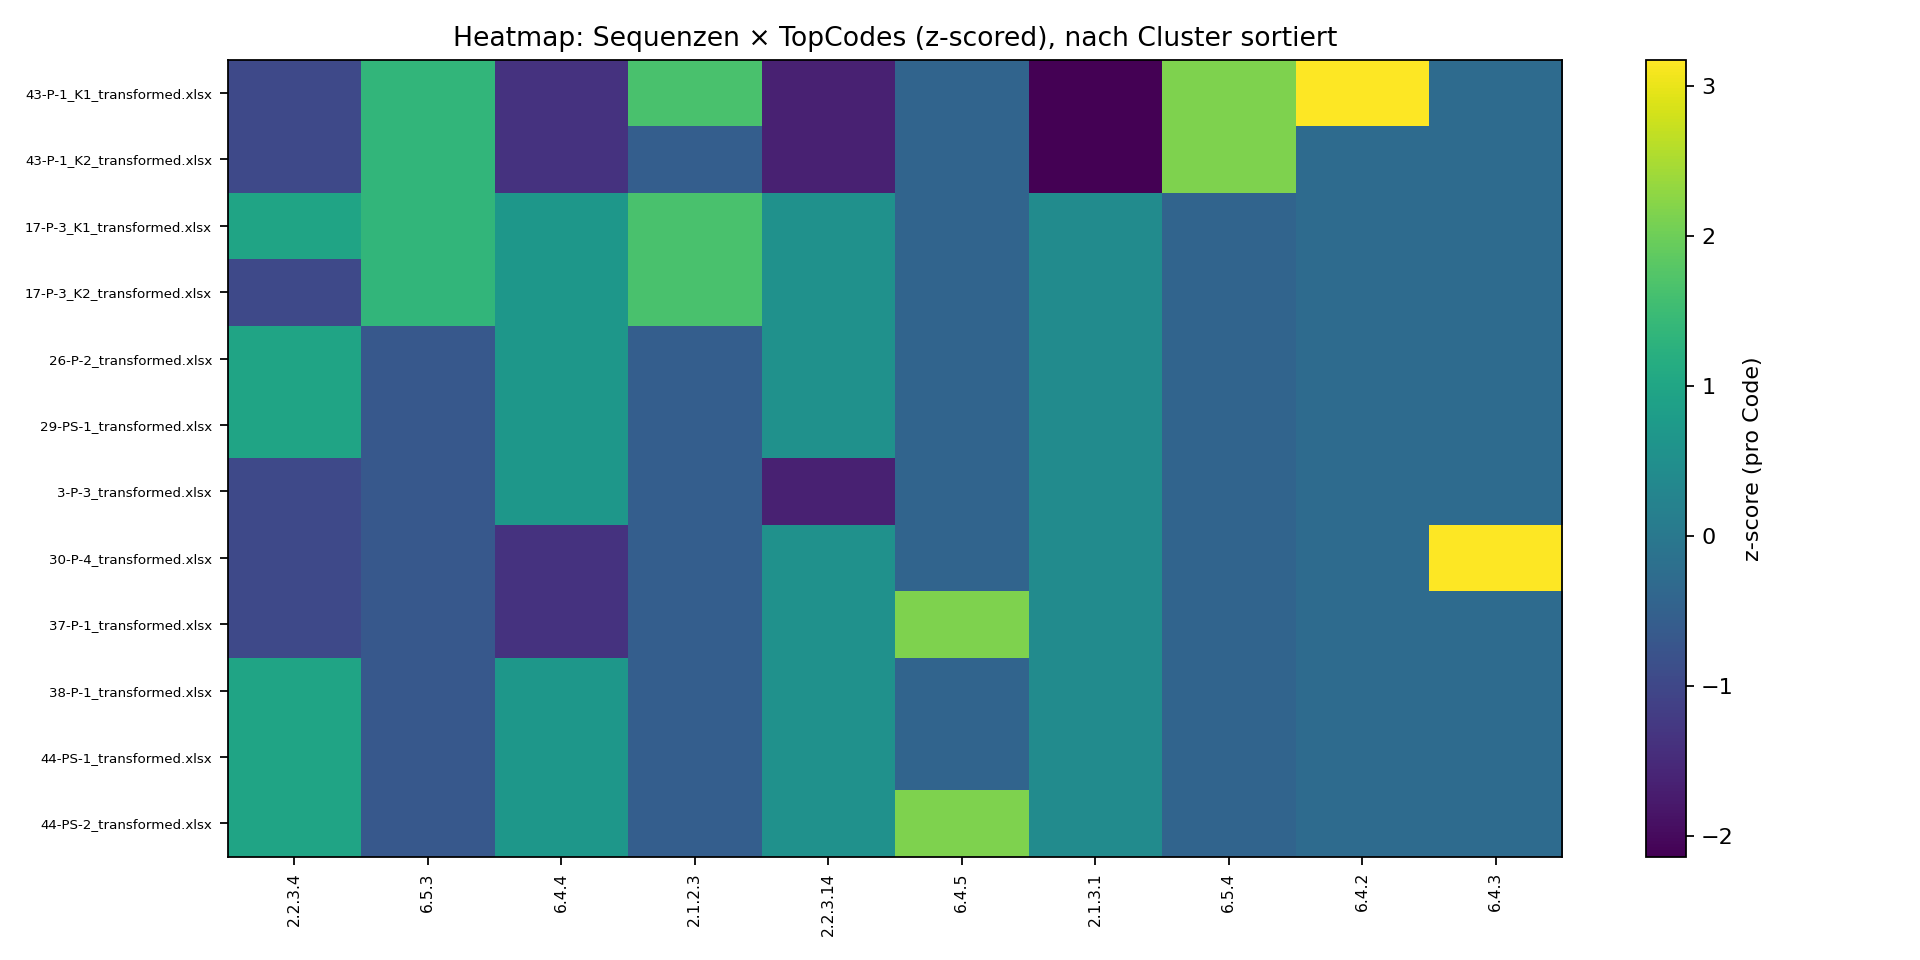 Heatmap: Sequenzen × TopCodes (z-scored), nach Cluster sortiert
43-P-1_K1_transformed.xlsx
43-P-1_K2_transformed.xlsx
17-P-3_K1_transformed.xlsx
17-P-3_K2_transformed.xlsx
26-P-2_transformed.xlsx
29-PS-1_transformed.xlsx
3-P-3_transformed.xlsx
30-P-4_transformed.xlsx
37-P-1_transformed.xlsx
38-P-1_transformed.xlsx
44-PS-1_transformed.xlsx
44-PS-2_transformed.xlsx
2.2.3.4
6.5.3
6.4.4
2.1.2.3
2.2.3.14
6.4.5
2.1.3.1
6.5.4
6.4.2
6.4.3
3
2
1
0
−1
−2
z-score (pro Code)